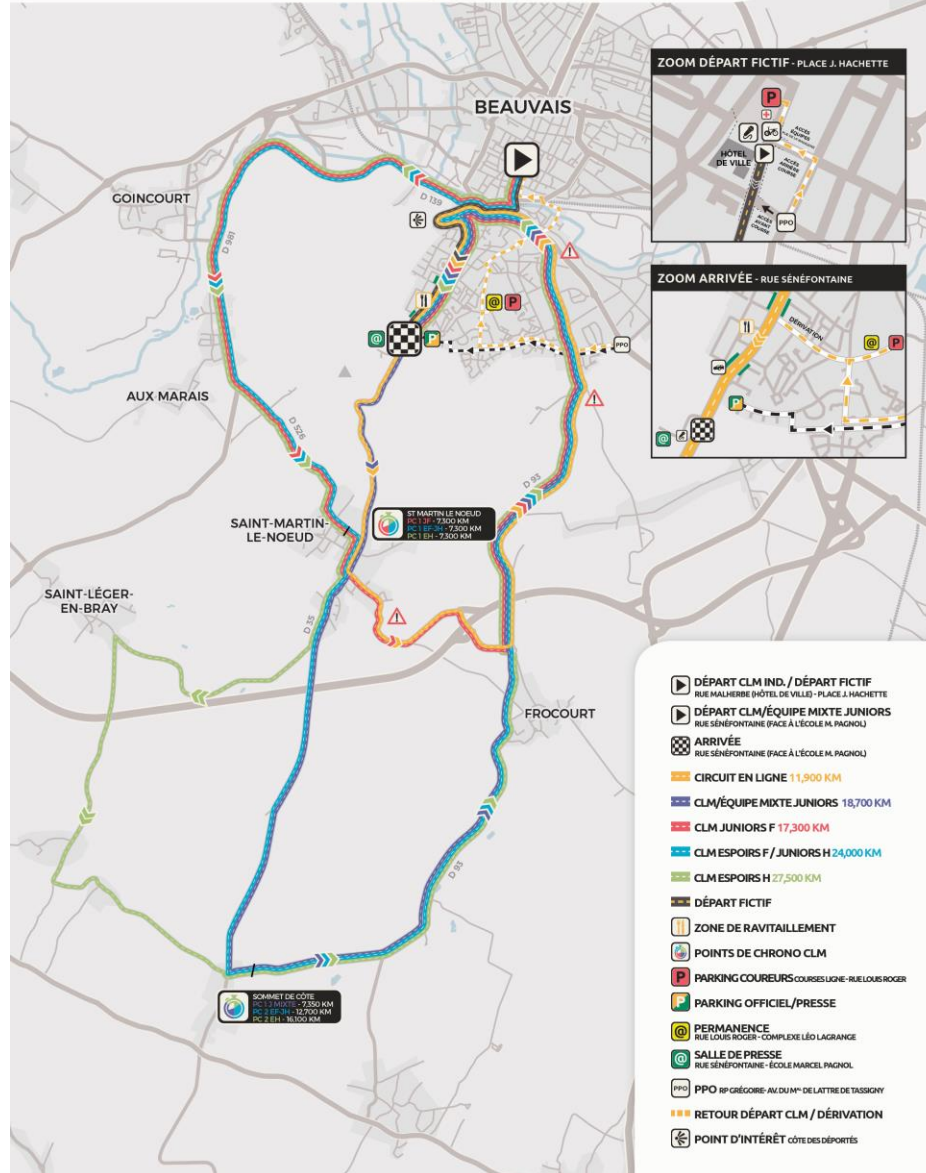 BEAUVAIS
GOINCOURT
D 139
D 981
AUX MARAIS
D 526
SAINT-MARTIN-
LE-NOEUD
SAINT-LÉGER-
EN-BRAY
D 35
D 93
FROCOURT
D 93
@
P
@
P
PPO
ST MARTIN LE NOEUD
PC 1 JF - 7,300 KM
PC 1 EF-JH - 7,300 KM
PC 1 EH - 7,300 KM
SOMMET DE CÔTE
PC 1 J MIXTE - 7,350 KM
PC 2 EF-JH - 12,700 KM
PC 2 EH - 16,100 KM
ZOOM DÉPART FICTIF - PLACE J. HACHETTE
P
ACCÈS
ÉQUIPES
HÔTEL
DE VILLE
ACCÈS
ARRIÈRE
COURSE
ACCÈS
AVANT
COURSE
PPO
ZOOM ARRIVÉE - RUE SÉNÉFONTAINE
DÉRIVATION
@
P
P
@
DÉPART CLM IND. / DÉPART FICTIF
RUE MALHERBE (HÔTEL DE VILLE) - PLACE J. HACHETTE
DÉPART CLM/ÉQUIPE MIXTE JUNIORS
RUE SÉNÉFONTAINE (FACE À L'ÉCOLE M. PAGNOL)
ARRIVÉE
RUE SÉNÉFONTAINE (FACE À L'ÉCOLE M. PAGNOL)
CIRCUIT EN LIGNE 11,900 KM
CLM/ÉQUIPE MIXTE JUNIORS 18,700 KM
CLM JUNIORS F 17,300 KM
CLM ESPOIRS F / JUNIORS H 24,000 KM
CLM ESPOIRS H 27,500 KM
DÉPART FICTIF
ZONE DE RAVITAILLEMENT
POINTS DE CHRONO CLM
P PARKING COUREURS COURSES LIGNE - RUE LOUIS ROGER
P PARKING OFFICIEL/PRESSE
@ PERMANENCE
RUE LOUIS ROGER - COMPLEXE LÉO LAGRANGE
@ SALLE DE PRESSE
RUE SÉNÉFONTAINE - ÉCOLE MARCEL PAGNOL
PPO PPO RP GRÉGOIRE- AV. DU MAL DE LATTRE DE TASSIGNY
RETOUR DÉPART CLM / DÉRIVATION
POINT D'INTÉRÊT CÔTE DES DÉPORTÉS